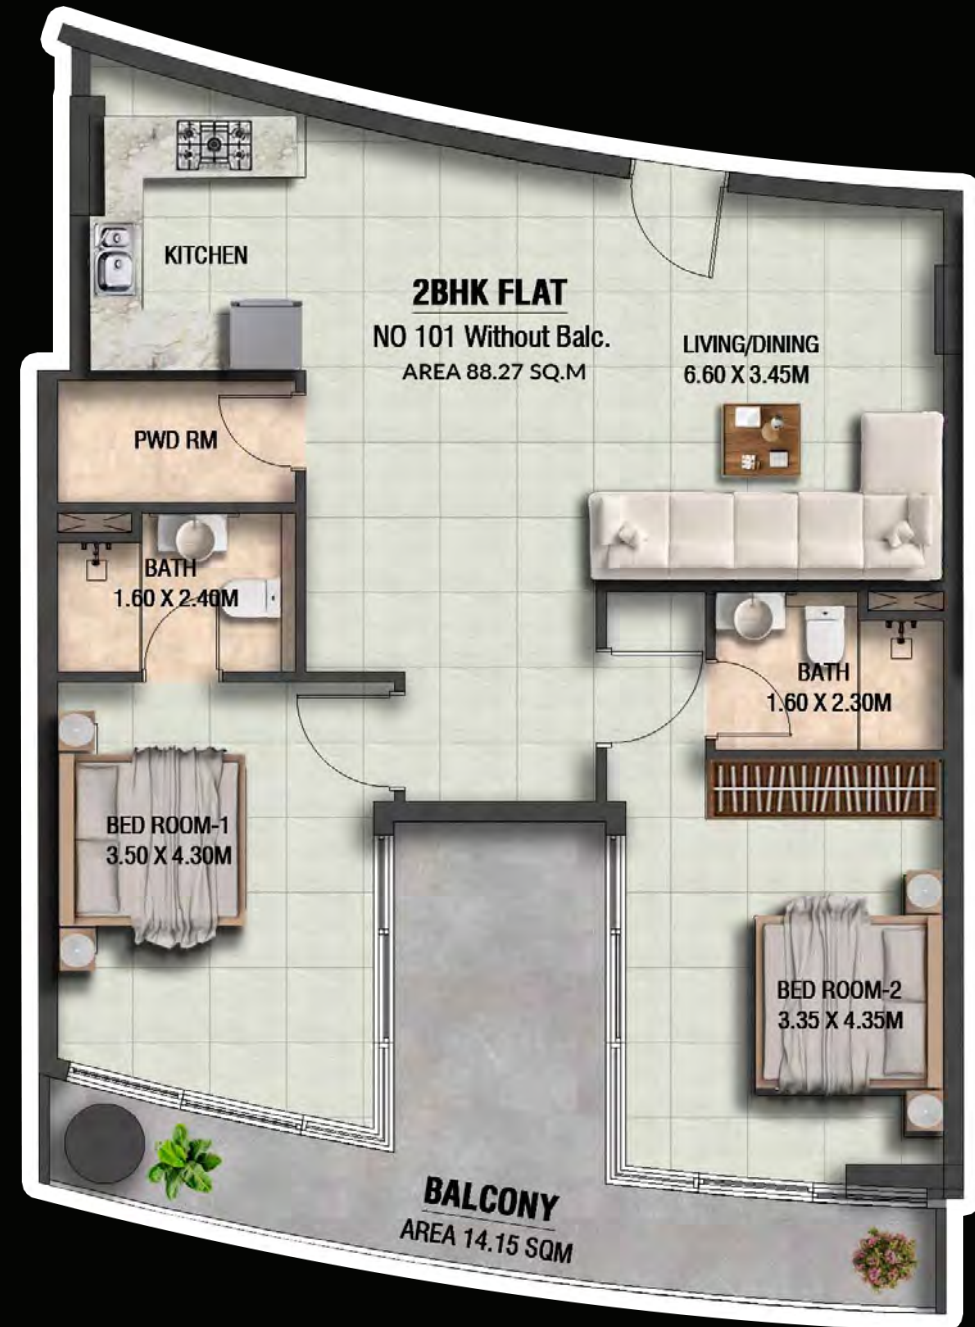 KITCHEN
2BHK FLAT
NO 101 Without Balc.
AREA 88.27 SQ.M
LIVING/DINING
6.60 X 3.45M
PWD RM
BATH
1.60 X 2.40M
BATH
1.60 X 2.30M
BED ROOM-1
3.50 X 4.30M
BED ROOM-2
3.35 X 4.35M
BALCONY
AREA 14.15 SQM